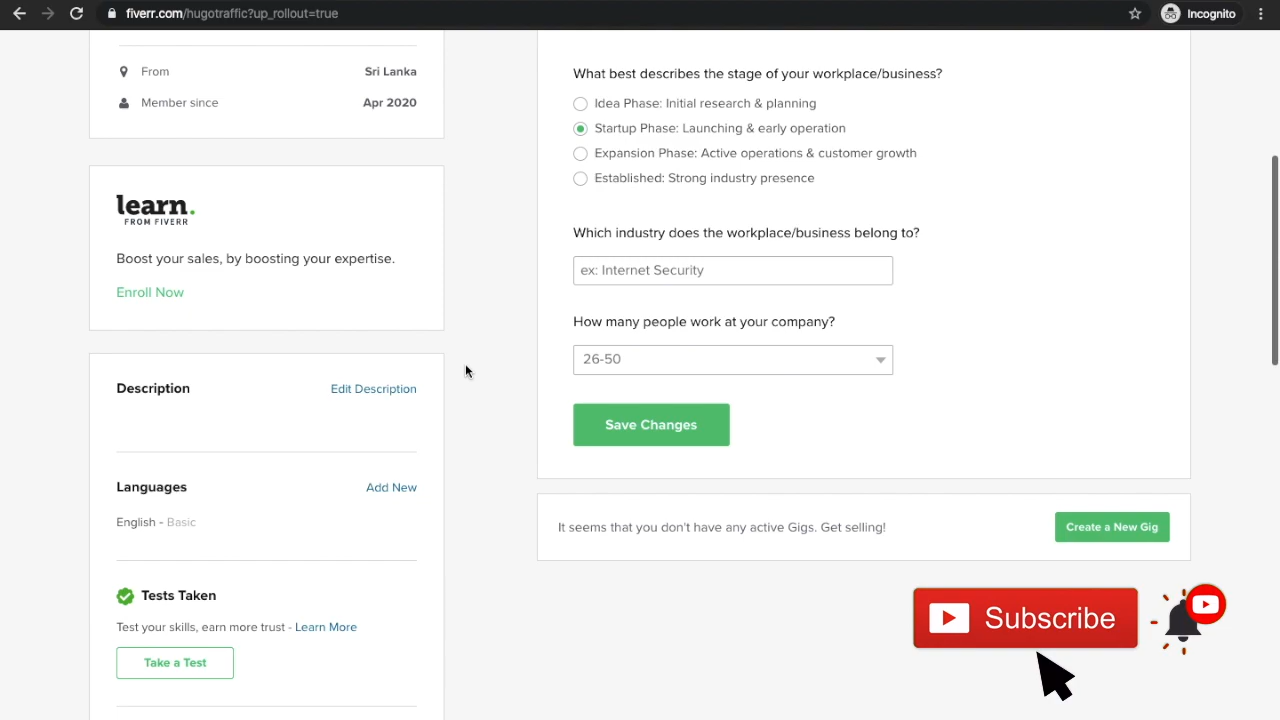 fiverr.com/hugotraffic?up_rollout=true
Incognito
From Sri Lanka
Member since Apr 2020
learn.
FROM FIVERR
Boost your sales, by boosting your expertise.
Enroll Now
Description Edit Description
Languages Add New
English - Basic
Tests Taken
Test your skills, earn more trust - Learn More
Take a Test
What best describes the stage of your workplace/business?
Idea Phase: Initial research & planning
Startup Phase: Launching & early operation
Expansion Phase: Active operations & customer growth
Established: Strong industry presence
Which industry does the workplace/business belong to?
ex: Internet Security
How many people work at your company?
26-50
Save Changes
It seems that you don't have any active Gigs. Get selling!
Create a New Gig
Subscribe